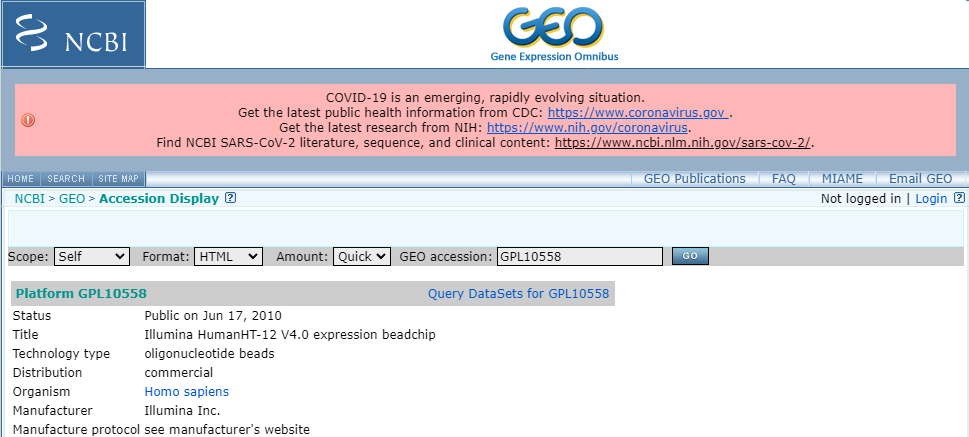 NCBI
GEO
Gene Expression Omnibus
COVID-19 is an emerging, rapidly evolving situation.
Get the latest public health information from CDC: https://www.coronavirus.gov .
Get the latest research from NIH: https://www.nih.gov/coronavirus.
Find NCBI SARS-CoV-2 literature, sequence, and clinical content: https://www.ncbi.nlm.nih.gov/sars-cov-2/.
HOME SEARCH SITE MAP GEO Publications FAQ MIAME Email GEO
NCBI > GEO > Accession Display ? Not logged in | Login ?
Scope: Self Format: HTML Amount: Quick GEO accession: GPL10558 GO
Platform GPL10558 Query DataSets for GPL10558
Status Public on Jun 17, 2010
Title Illumina HumanHT-12 V4.0 expression beadchip
Technology type oligonucleotide beads
Distribution commercial
Organism Homo sapiens
Manufacturer Illumina Inc.
Manufacture protocol see manufacturer's website